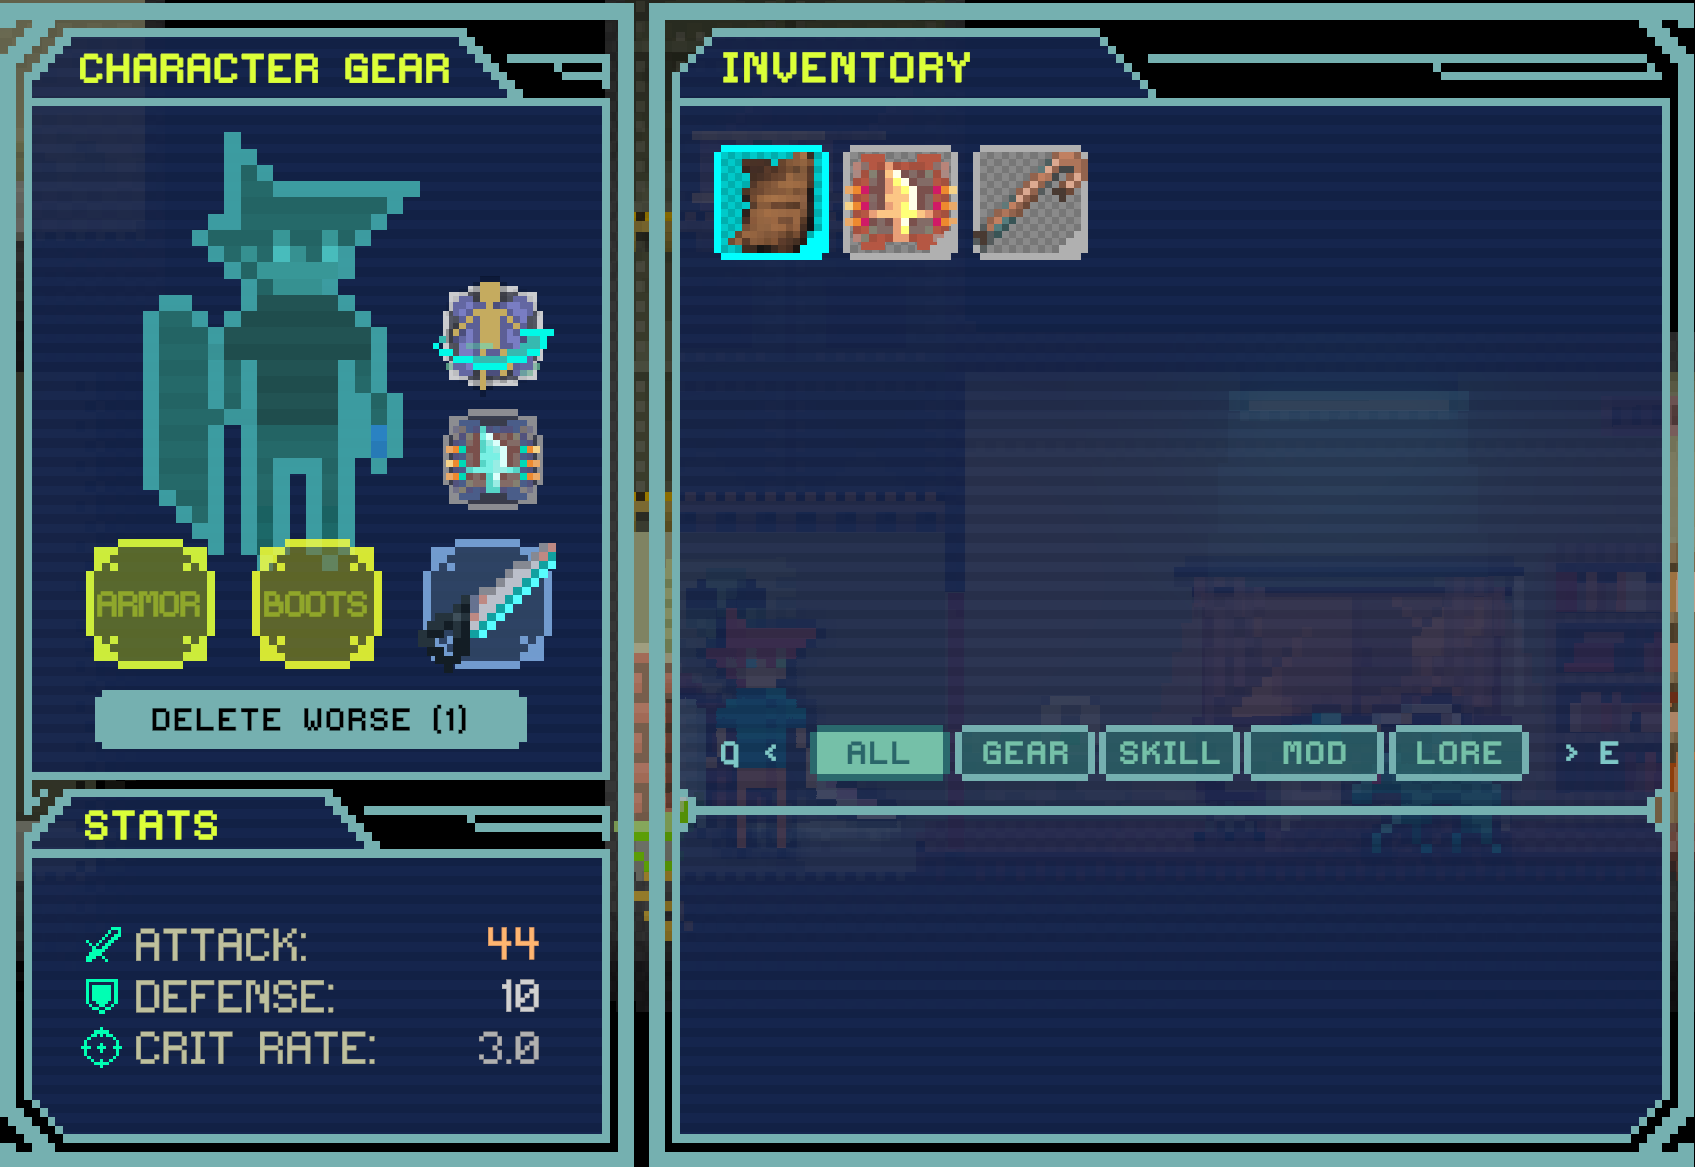 CHARACTER GEAR
ARMOR
BOOTS
DELETE WORSE (1)
STATS
ATTACK: 44
DEFENSE: 10
CRIT RATE: 3.0
INVENTORY
Q < ALL GEAR SKILL MOD LORE > E